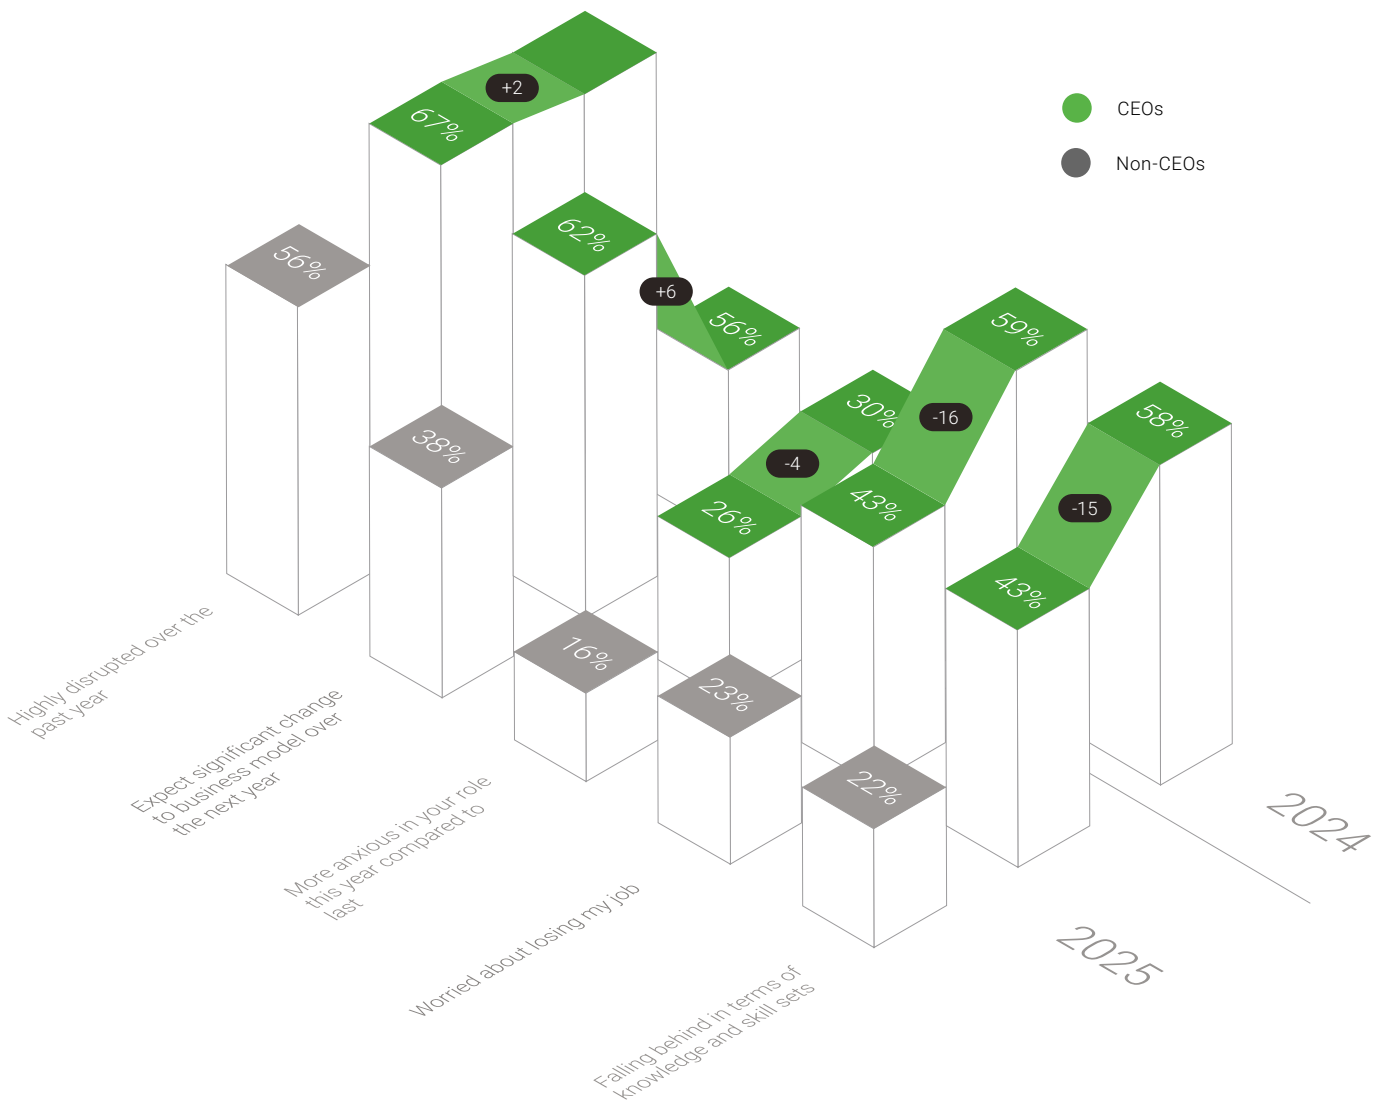 CEOs
Non-CEOs
+2
67%
56%
62%
+6
56%
59%
30%
-16
58%
38%
-4
26%
43%
-15
43%
16%
23%
22%
Highly disrupted over the
past year
Expect significant change
to business model over
the next year
More anxious in your role
this year compared to
last
Worried about losing my job
Falling behind in terms of
knowledge and skill sets
2024
2025